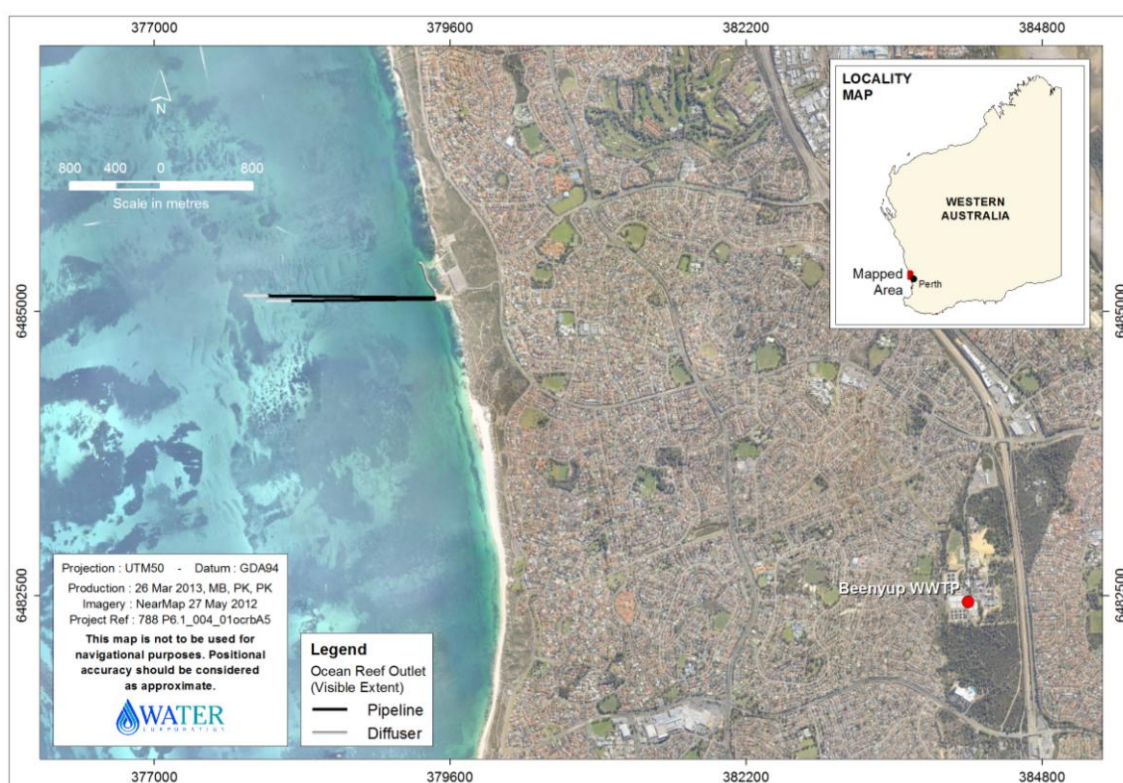 377000
379600
382200
384800
N
800 400 0 800
Scale in metres
LOCALITY
MAP
WESTERN
AUSTRALIA
Mapped
Area
Perth
6485000
6485000
Beenyup WWTP
6482500
6482500
Projection : UTM50 - Datum : GDA94
Production : 26 Mar 2013, MB, PK, PK
Imagery : NearMap 27 May 2012
Project Ref : 788 P6.1_004_01ocrbA5
This map is not to be used for
navigational purposes. Positional
accuracy should be considered
as approximate.
WATER
CORPORATION
Legend
Ocean Reef Outlet
(Visible Extent)
Pipeline
Diffuser
377000
379600
382200
384800